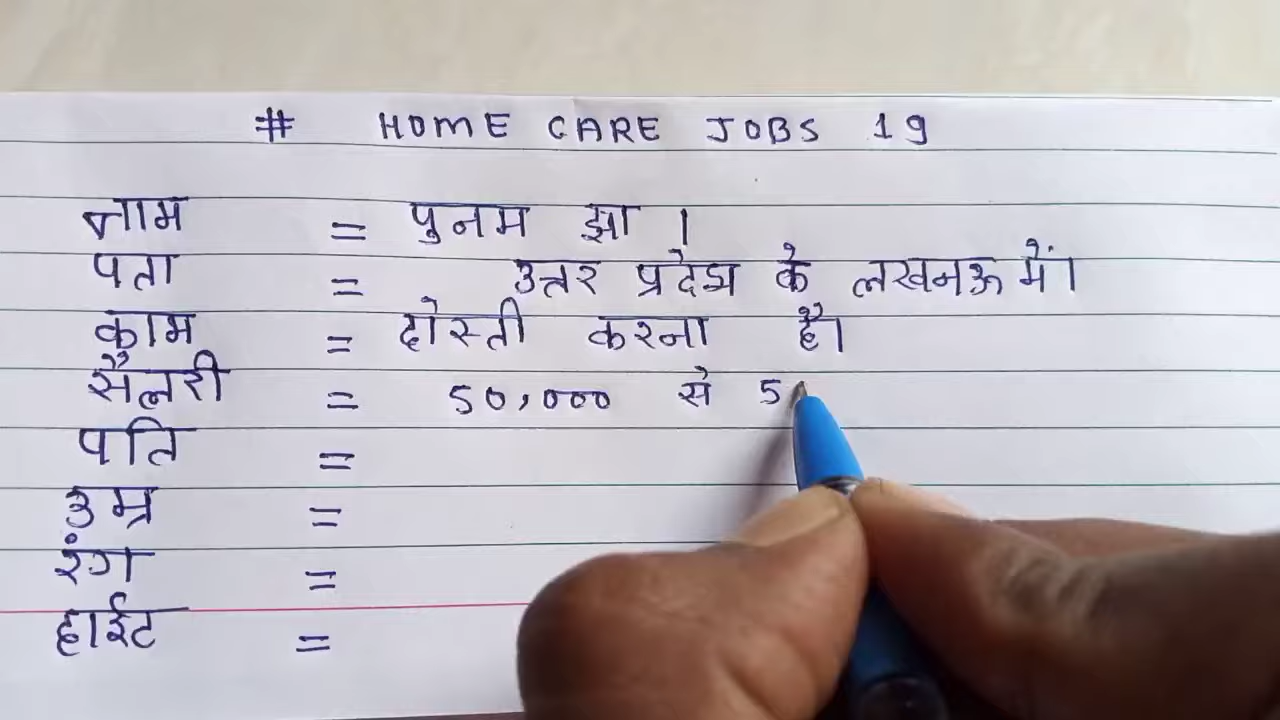 # HOME CARE JOBS 19
नाम = पुनम झा ।
पता = उत्तर प्रदेश के लखनऊ में।
काम = दोस्ती करना है।
सैलरी = 50,000 से 5
पति =
उम्र =
रंग =
हाईट =